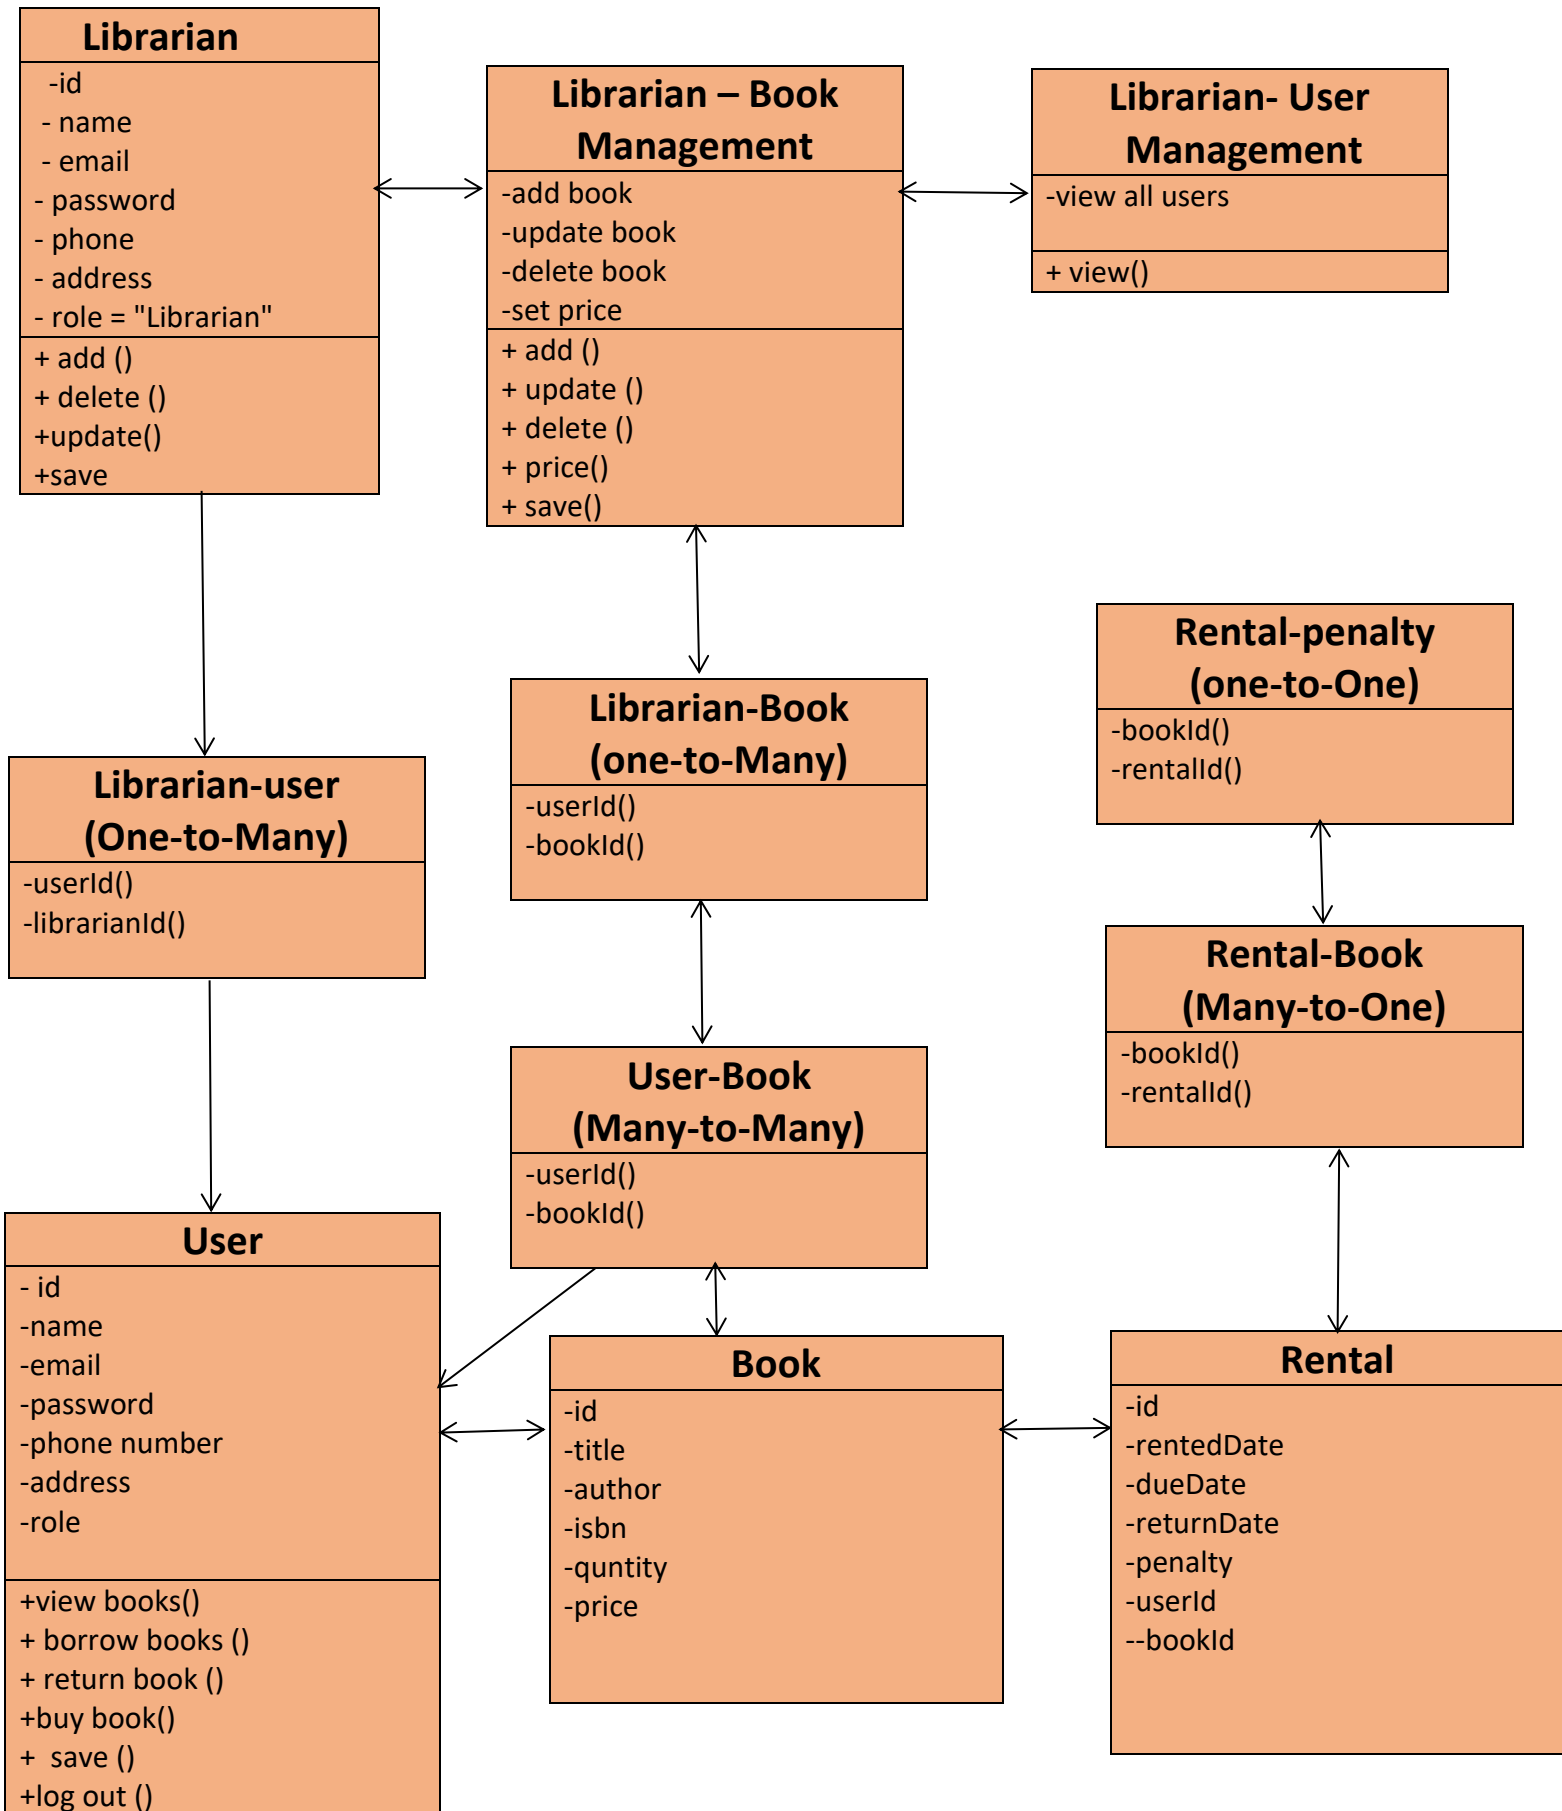 Librarian
-id
- name
- email
- password
- phone
- address
- role = "Librarian"
+ add ()
+ delete ()
+update()
+save
Librarian – Book
Management
-add book
-update book
-delete book
-set price
+ add ()
+ update ()
+ delete ()
+ price()
+ save()
Librarian- User
Management
-view all users
+ view()
Rental-penalty
(one-to-One)
-bookId()
-rentalId()
Librarian-Book
(one-to-Many)
-userId()
-bookId()
Librarian-user
(One-to-Many)
-userId()
-librarianId()
Rental-Book
(Many-to-One)
-bookId()
-rentalId()
User-Book
(Many-to-Many)
-userId()
-bookId()
User
- id
-name
-email
-password
-phone number
-address
-role
+view books()
+ borrow books ()
+ return book ()
+buy book()
+  save ()
+log out ()
Book
-id
-title
-author
-isbn
-quntity
-price
Rental
-id
-rentedDate
-dueDate
-returnDate
-penalty
-userId
--bookId